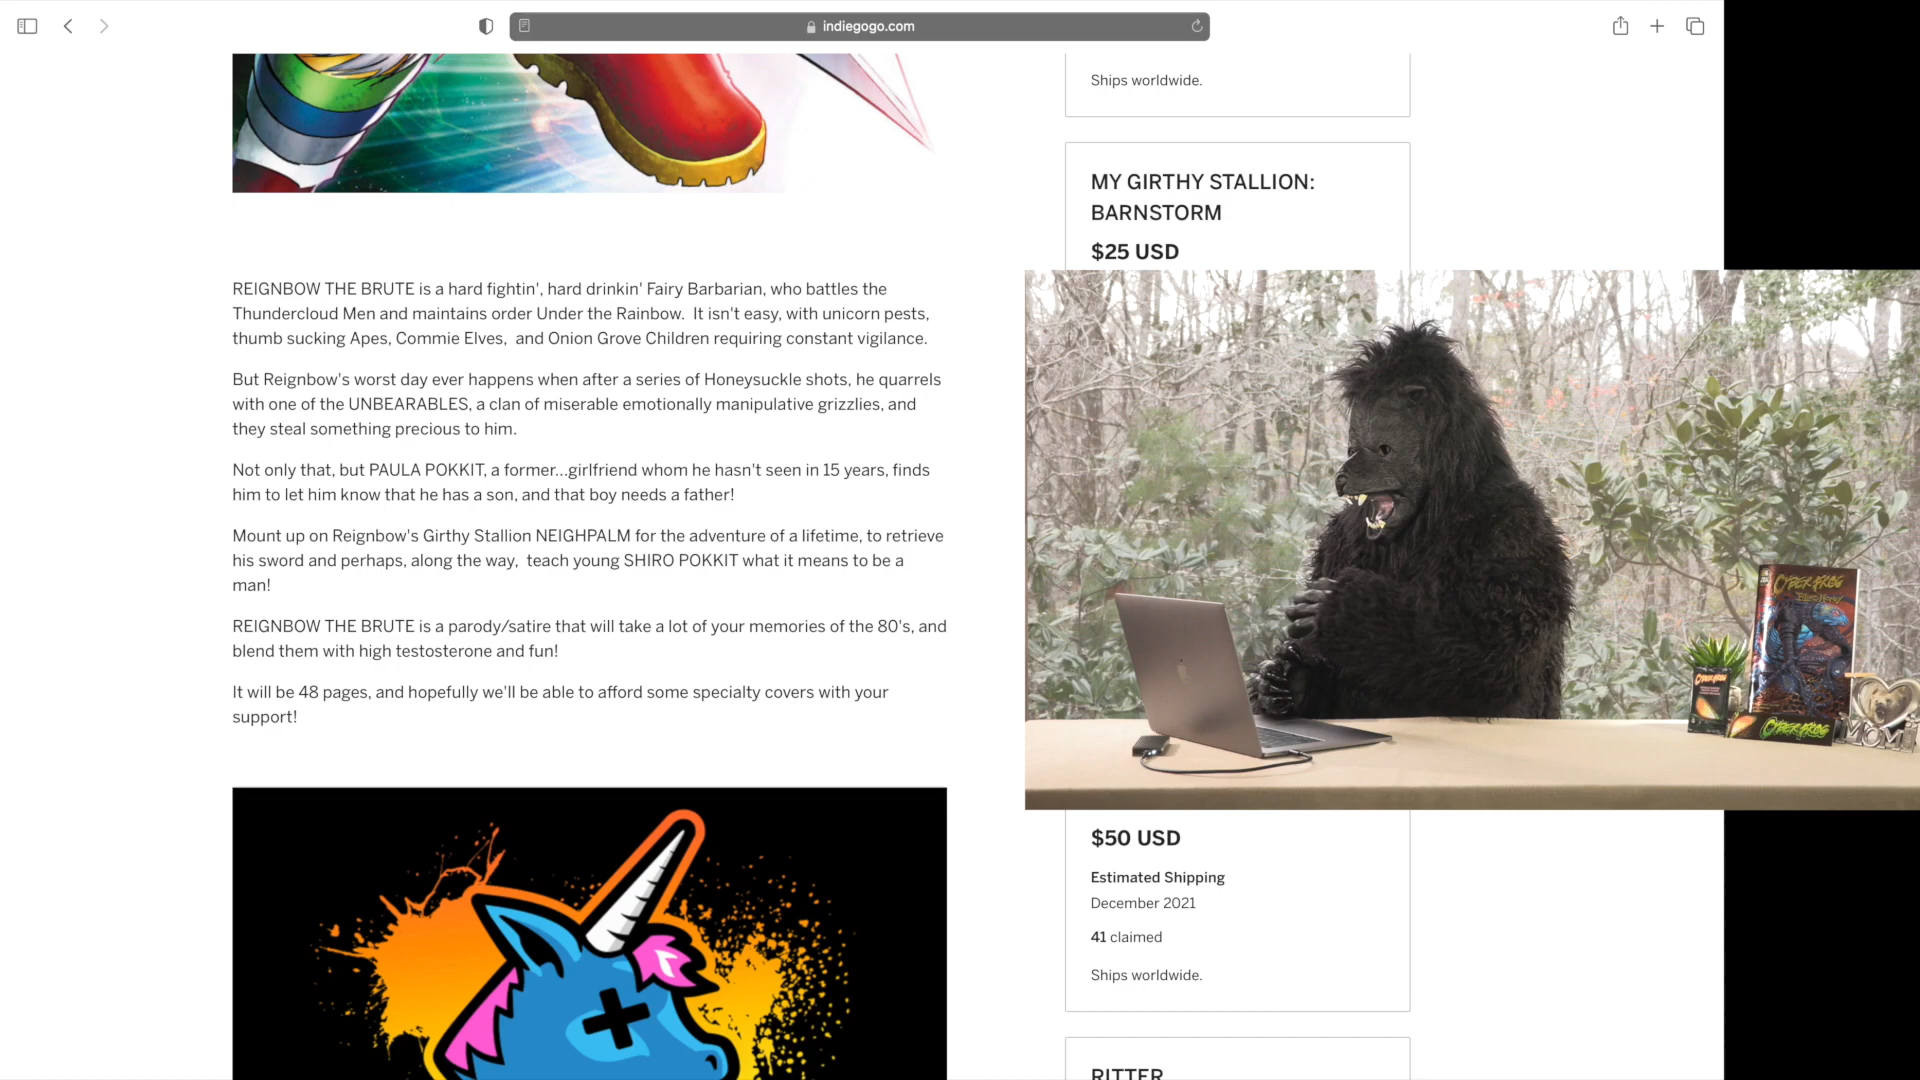 indiegogo.com
Ships worldwide.
MY GIRTHY STALLION:
BARNSTORM
$25 USD
REIGNBOW THE BRUTE is a hard fightin', hard drinkin' Fairy Barbarian, who battles the
Thundercloud Men and maintains order Under the Rainbow.  It isn't easy, with unicorn pests,
thumb sucking Apes, Commie Elves,  and Onion Grove Children requiring constant vigilance.
But Reignbow's worst day ever happens when after a series of Honeysuckle shots, he quarrels
with one of the UNBEARABLES, a clan of miserable emotionally manipulative grizzlies, and
they steal something precious to him.
Not only that, but PAULA POKKIT, a former...girlfriend whom he hasn't seen in 15 years, finds
him to let him know that he has a son, and that boy needs a father!
Mount up on Reignbow's Girthy Stallion NEIGHPALM for the adventure of a lifetime, to retrieve
his sword and perhaps, along the way,  teach young SHIRO POKKIT what it means to be a
man!
REIGNBOW THE BRUTE is a parody/satire that will take a lot of your memories of the 80's, and
blend them with high testosterone and fun!
It will be 48 pages, and hopefully we'll be able to afford some specialty covers with your
support!
CYBERFROG
CYBERFROG
CYBERFROG
MOM
$50 USD
Estimated Shipping
December 2021
41 claimed
Ships worldwide.
RITTER